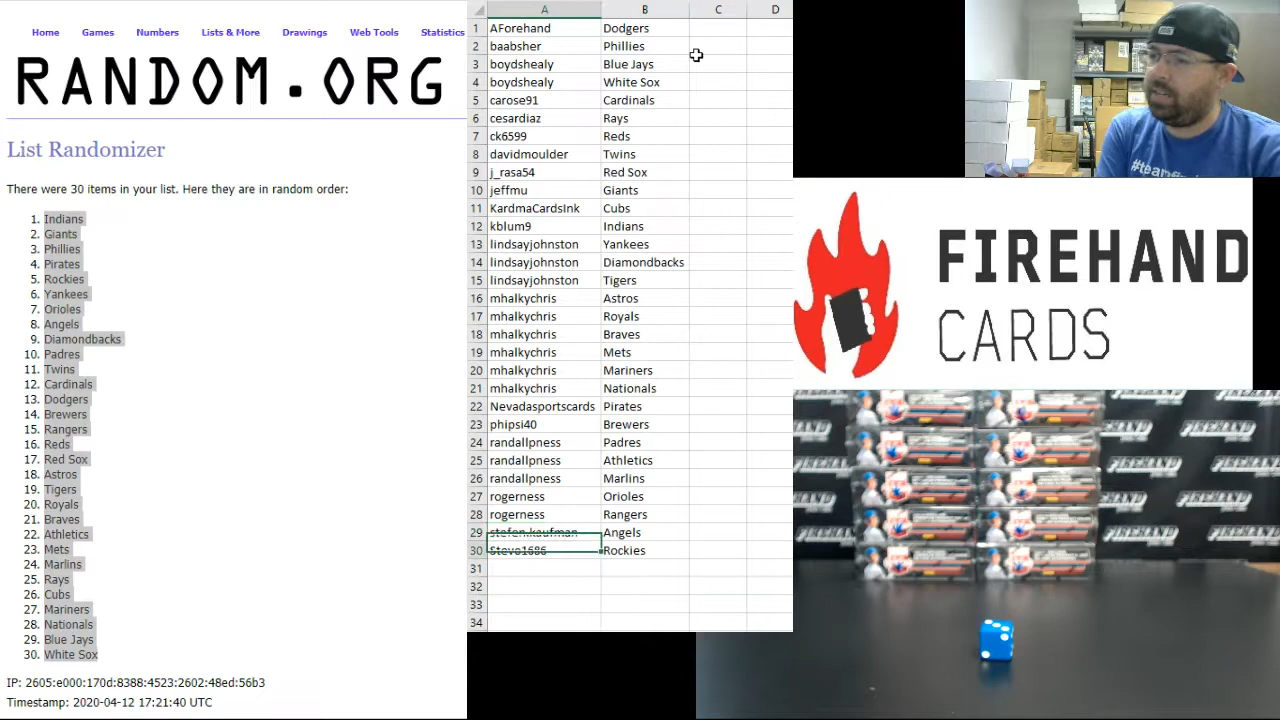 Home Games Numbers Lists & More Drawings Web Tools Statistics
RANDOM.ORG
List Randomizer
There were 30 items in your list. Here they are in random order:
1. Indians
2. Giants
3. Phillies
4. Pirates
5. Rockies
6. Yankees
7. Orioles
8. Angels
9. Diamondbacks
10. Padres
11. Twins
12. Cardinals
13. Dodgers
14. Brewers
15. Rangers
16. Reds
17. Red Sox
18. Astros
19. Tigers
20. Royals
21. Braves
22. Athletics
23. Mets
24. Marlins
25. Rays
26. Cubs
27. Mariners
28. Nationals
29. Blue Jays
30. White Sox
IP: 2605:e000:170d:8388:4523:2602:48ed:56b3
Timestamp: 2020-04-12 17:21:40 UTC
A B C D
1 AForehand Dodgers
2 baabsher Phillies
3 boydshealy Blue Jays
4 boydshealy White Sox
5 carose91 Cardinals
6 cesardiaz Rays
7 ck6599 Reds
8 davidmoulder Twins
9 j_rasa54 Red Sox
10 jeffmu Giants
11 KardmaCardsInk Cubs
12 kblum9 Indians
13 lindsayjohnston Yankees
14 lindsayjohnston Diamondbacks
15 lindsayjohnston Tigers
16 mhalkychris Astros
17 mhalkychris Royals
18 mhalkychris Braves
19 mhalkychris Mets
20 mhalkychris Mariners
21 mhalkychris Nationals
22 Nevadasportscards Pirates
23 phipsi40 Brewers
24 randallpness Padres
25 randallpness Athletics
26 randallpness Marlins
27 rogerness Orioles
28 rogerness Rangers
29 stefen.kaufman Angels
30 Stevo1686 Rockies
31
32
33
34
FIREHAND
CARDS
FIREHAND